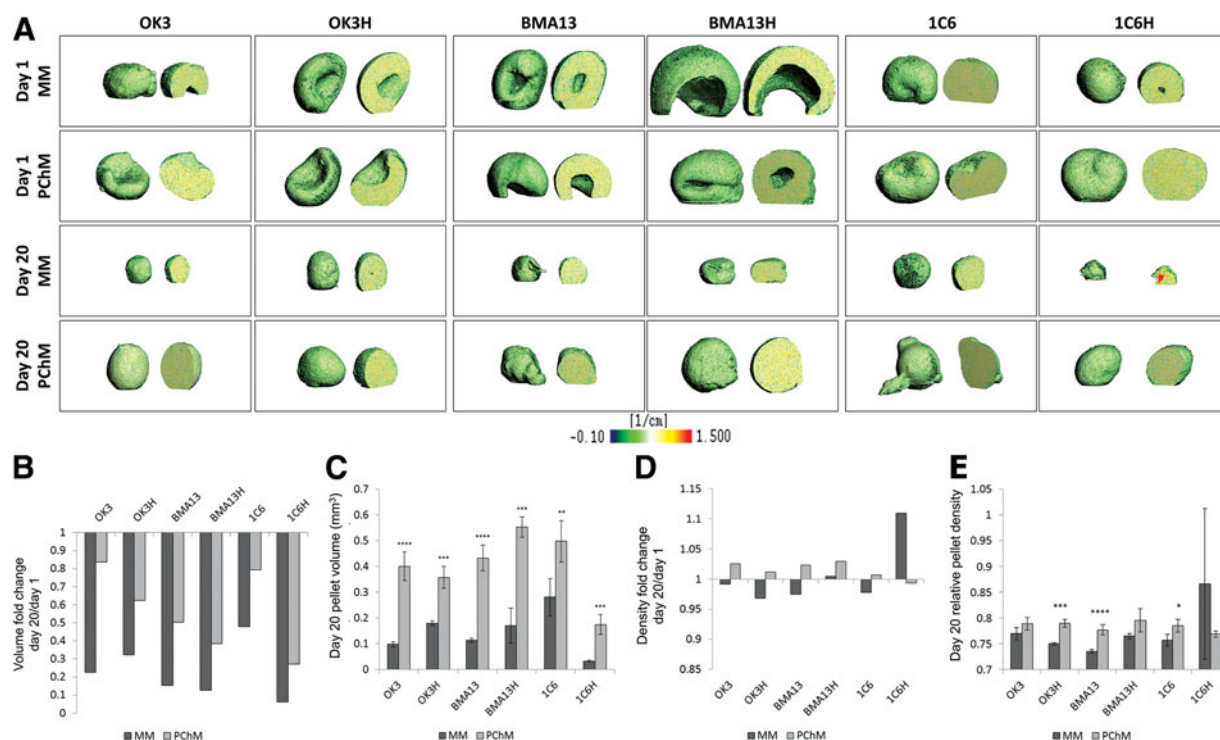 A
OK3 OK3H BMA13 BMA13H 1C6 1C6H
Day 1
MM
Day 1
PChM
Day 20
MM
Day 20
PChM
[1/cm]
-0.10 1.500
B
OK3 OK3H BMA13 BMA13H 1C6 1C6H
Volume fold change
day 20/day 1
1
0.9
0.8
0.7
0.6
0.5
0.4
0.3
0.2
0.1
0
MM PChM
C
Day 20 pellet volume (mm³)
0.7
0.6
0.5
0.4
0.3
0.2
0.1
0
**** *** **** *** ** ***
OK3 OK3H BMA13 BMA13H 1C6 1C6H
MM PChM
D
Density fold change
day 20/day 1
1.15
1.1
1.05
1
0.95
0.9
0.85
OK3 OK3H BMA13 BMA13H 1C6 1C6H
MM PChM
E
Day 20 relative pellet density
1.1
1.05
1
0.95
0.9
0.85
0.8
0.75
0.7
*** **** *
OK3 OK3H BMA13 BMA13H 1C6 1C6H
MM PChM